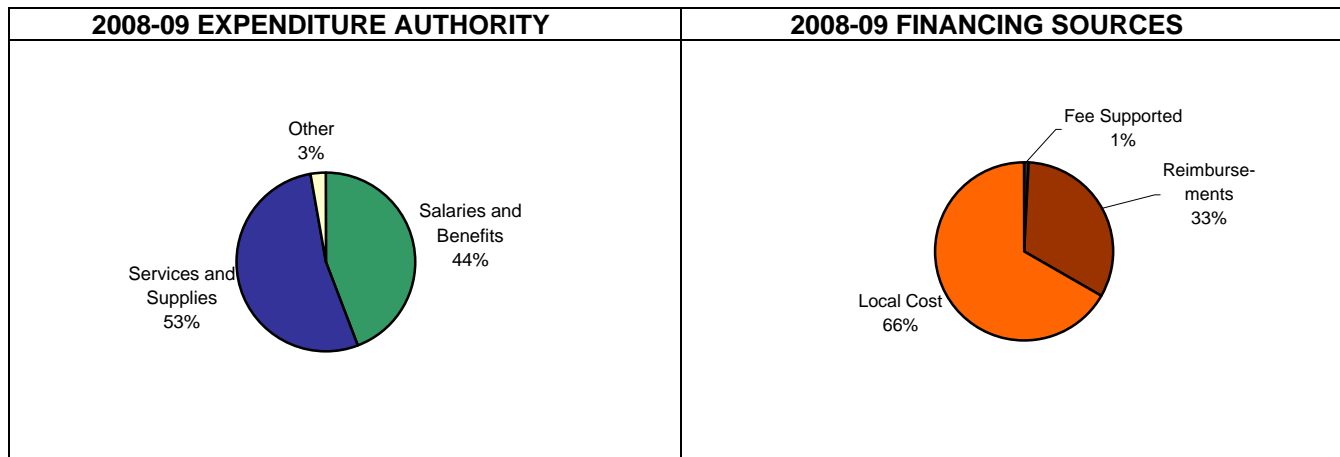 2008-09 EXPENDITURE AUTHORITY
Other
3%
Salaries and
Benefits
44%
Services and
Supplies
53%
2008-09 FINANCING SOURCES
Fee Supported
1%
Reimburse-
ments
33%
Local Cost
66%